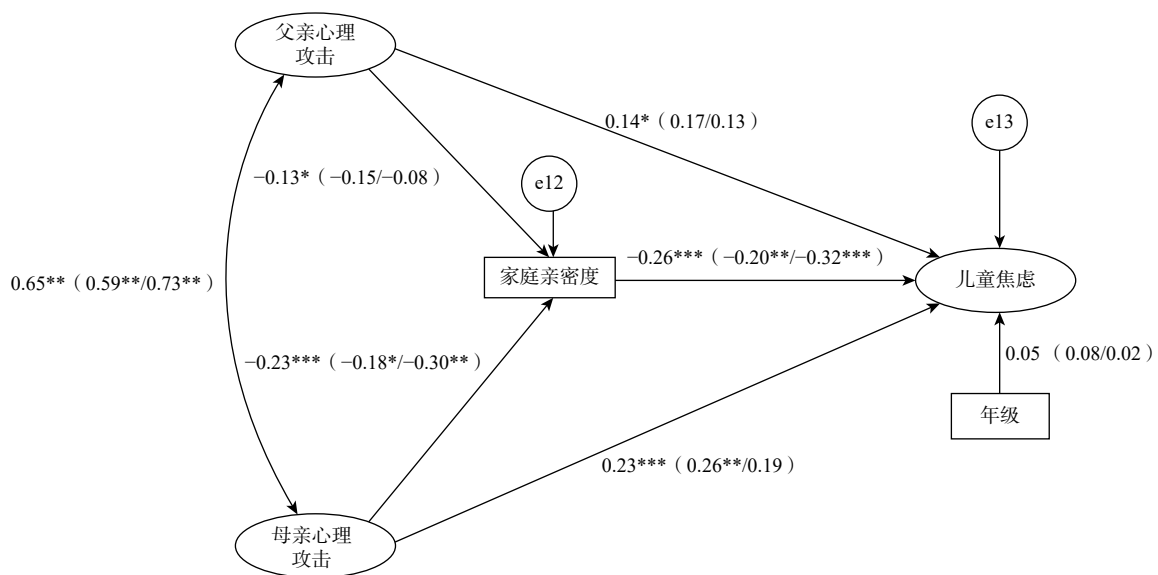 父亲心理
攻击
0.14*（0.17/0.13）
e13
−0.13*（−0.15/−0.08）
e12
−0.26***（−0.20**/−0.32***）
0.65**（0.59**/0.73**）
家庭亲密度
儿童焦虑
−0.23***（−0.18*/−0.30**）
0.05（0.08/0.02）
年级
0.23***（0.26**/0.19）
母亲心理
攻击